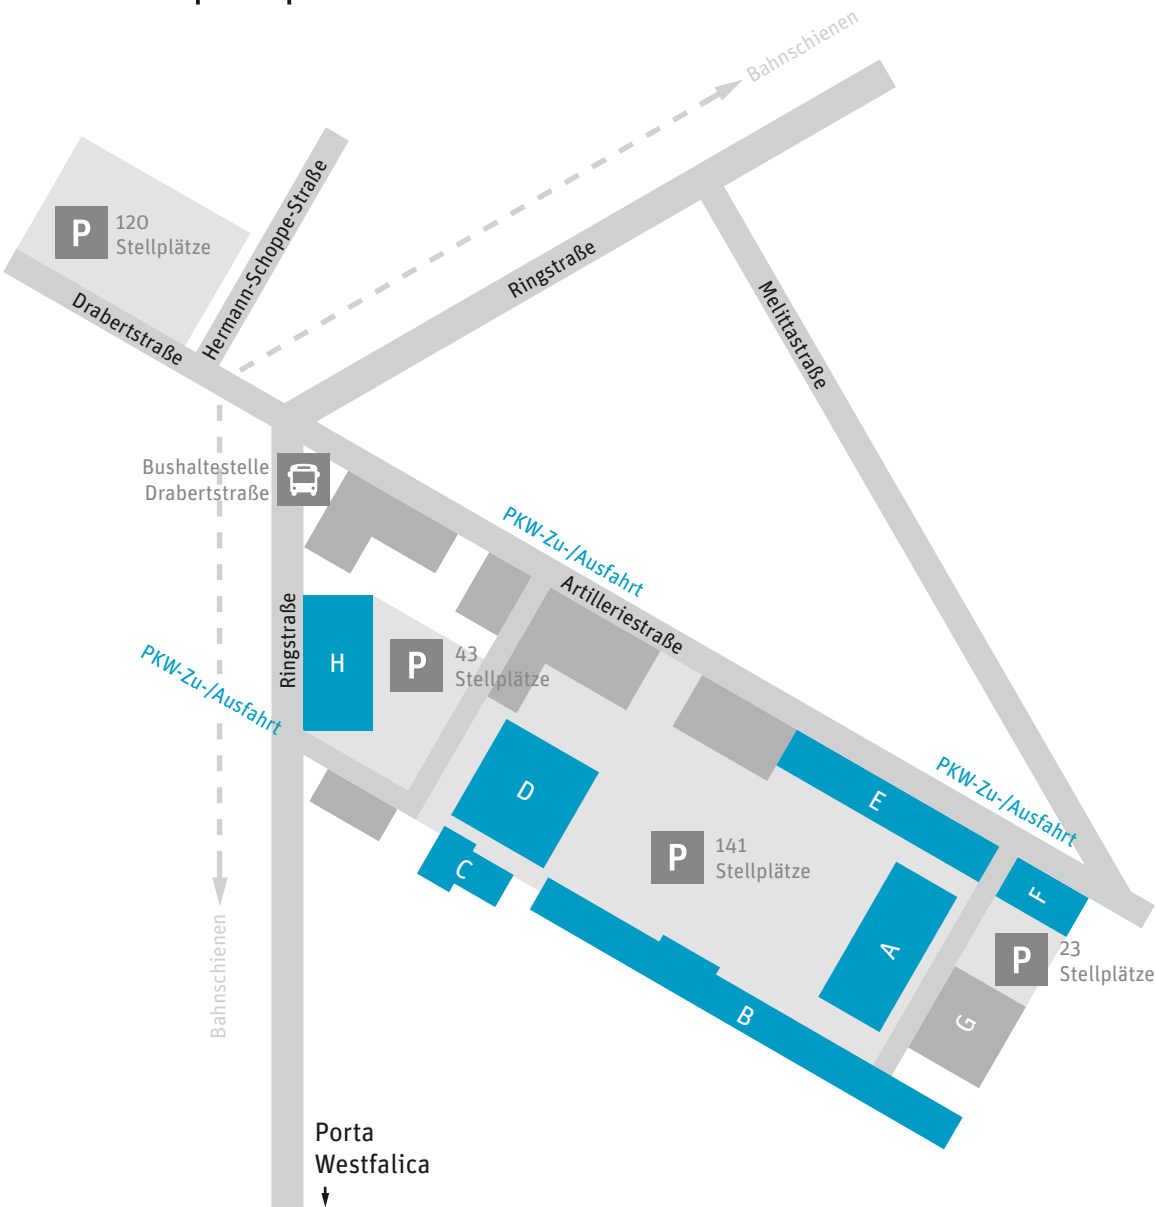 Bahnschienen
Hermann-Schoppe-Straße
P
120
Stellplätze
Drabertstraße
Ringstraße
Melittastraße
Bushaltestelle
Drabertstraße
PKW-Zu-/Ausfahrt
Artilleriestraße
Ringstraße
H
P
43
Stellplätze
PKW-Zu-/Ausfahrt
D
E
PKW-Zu-/Ausfahrt
P
141
Stellplätze
C
F
A
P
23
Stellplätze
Bahnschienen
B
G
Porta
Westfalica